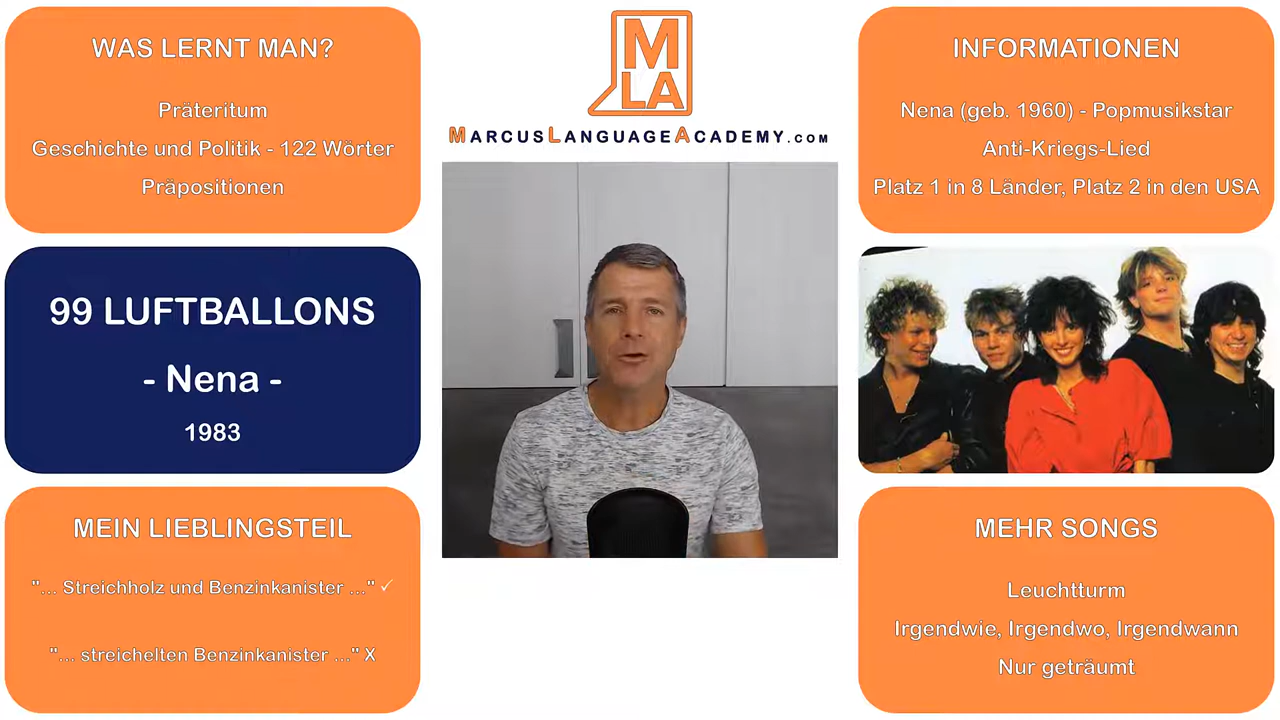 WAS LERNT MAN?
Präteritum
Geschichte und Politik - 122 Wörter
Präpositionen
99 LUFTBALLONS
- Nena -
1983
MEIN LIEBLINGSTEIL
"... Streichholz und Benzinkanister ..." ✓
"... streichelten Benzinkanister ..." X
M
LA
MARCUSLANGUAGEACADEMY.COM
INFORMATIONEN
Nena (geb. 1960) - Popmusikstar
Anti-Kriegs-Lied
Platz 1 in 8 Länder, Platz 2 in den USA
MEHR SONGS
Leuchtturm
Irgendwie, Irgendwo, Irgendwann
Nur geträumt